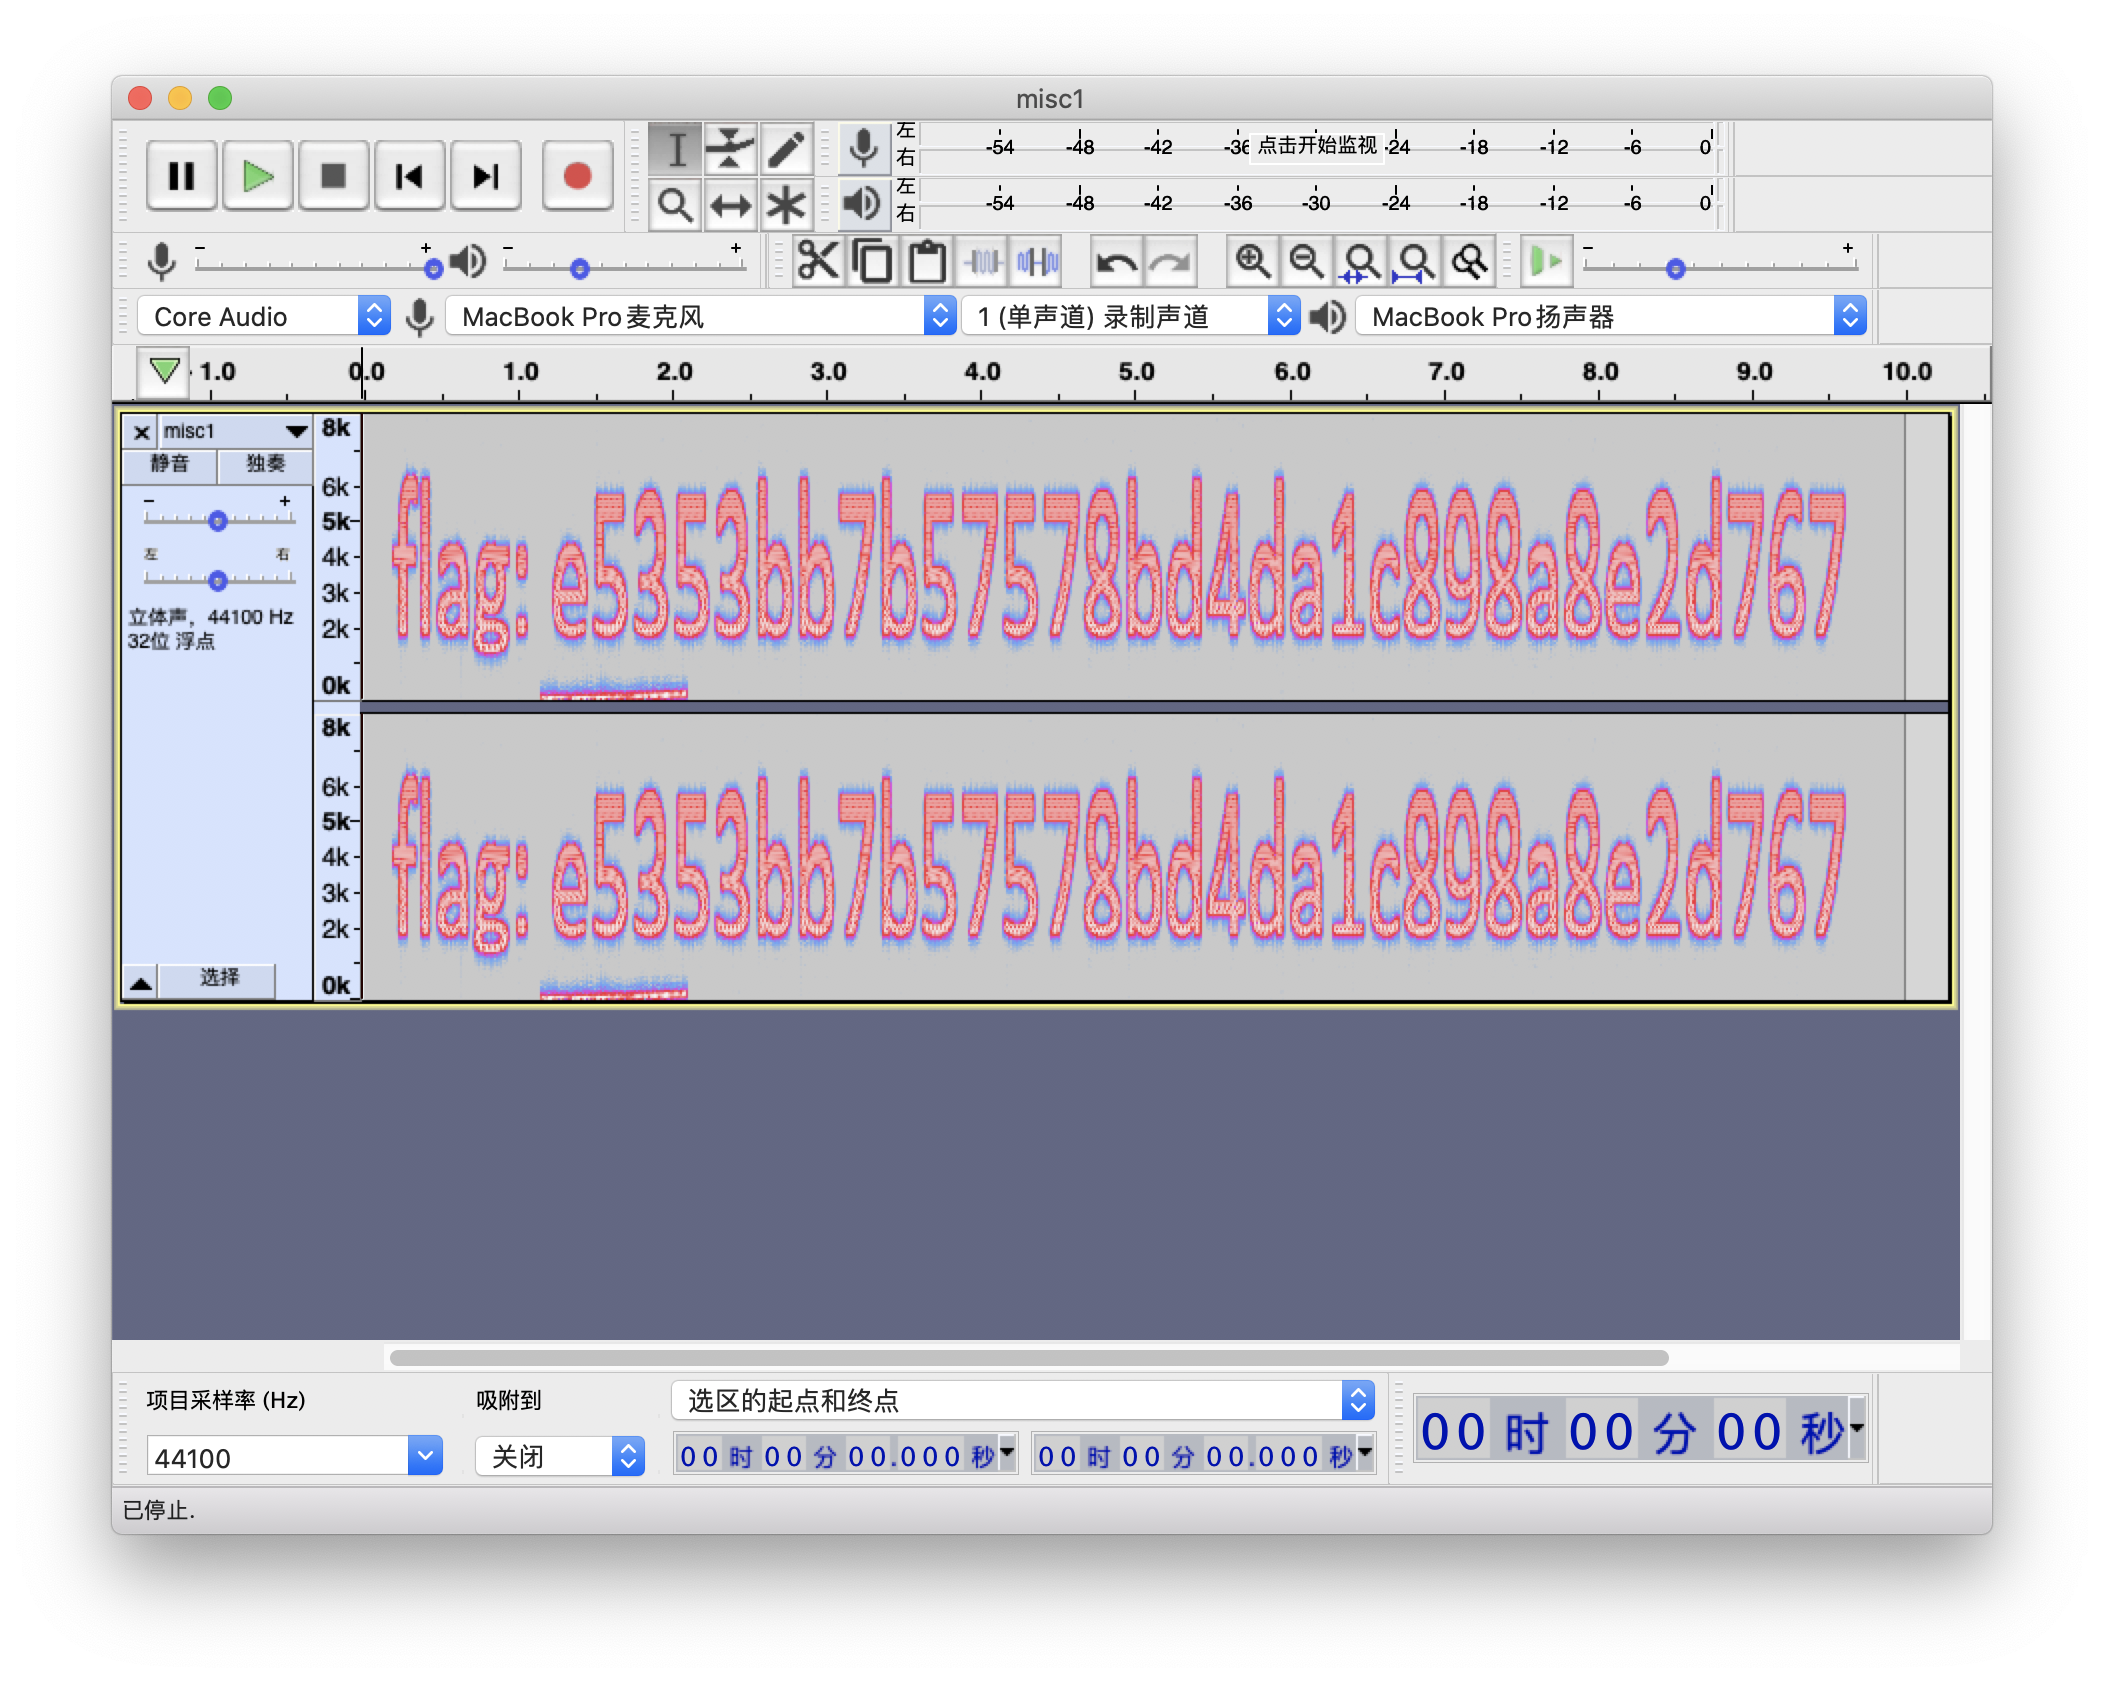 misc1
左
右
-54 -48 -42 -36 点击开始监视 -24 -18 -12 -6 0
左
右
-54 -48 -42 -36 -30 -24 -18 -12 -6 0
- + - + - +
Core Audio MacBook Pro麦克风 1 (单声道) 录制声道 MacBook Pro扬声器
1.0 0.0 1.0 2.0 3.0 4.0 5.0 6.0 7.0 8.0 9.0 10.0
misc1
静音 独奏
- +
左 右
立体声, 44100 Hz
32位 浮点
8k
6k
5k
4k
3k
2k
0k
flag: e5353bb7b57578bd4da1c898a8e2d767
8k
6k
5k
4k
3k
2k
0k
flag: e5353bb7b57578bd4da1c898a8e2d767
选择
项目采样率 (Hz) 吸附到 选区的起点和终点
44100 关闭 00 时 00 分 00.000 秒 00 时 00 分 00.000 秒
00 时 00 分 00 秒
已停止.